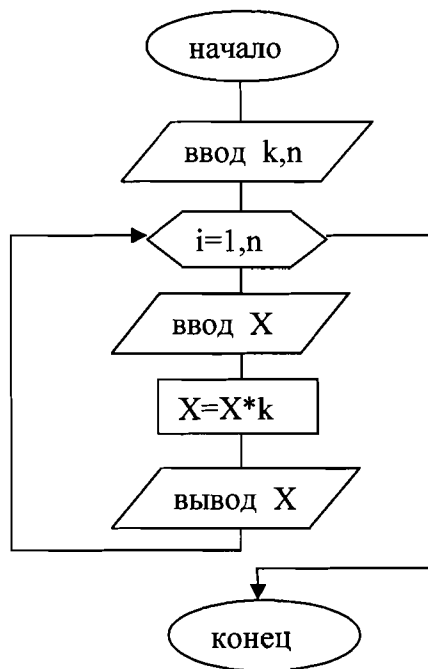 начало
ввод k,n
i=1,n
ввод X
X=X*k
вывод X
конец